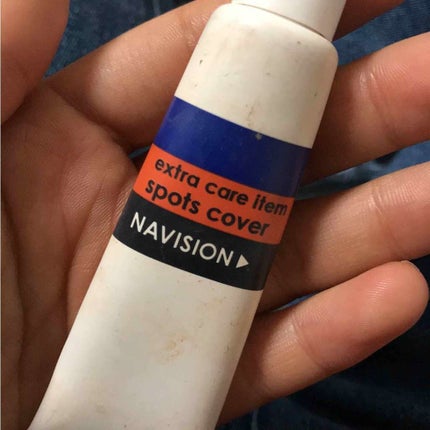 extra care item
spots cover
NAVISION▶